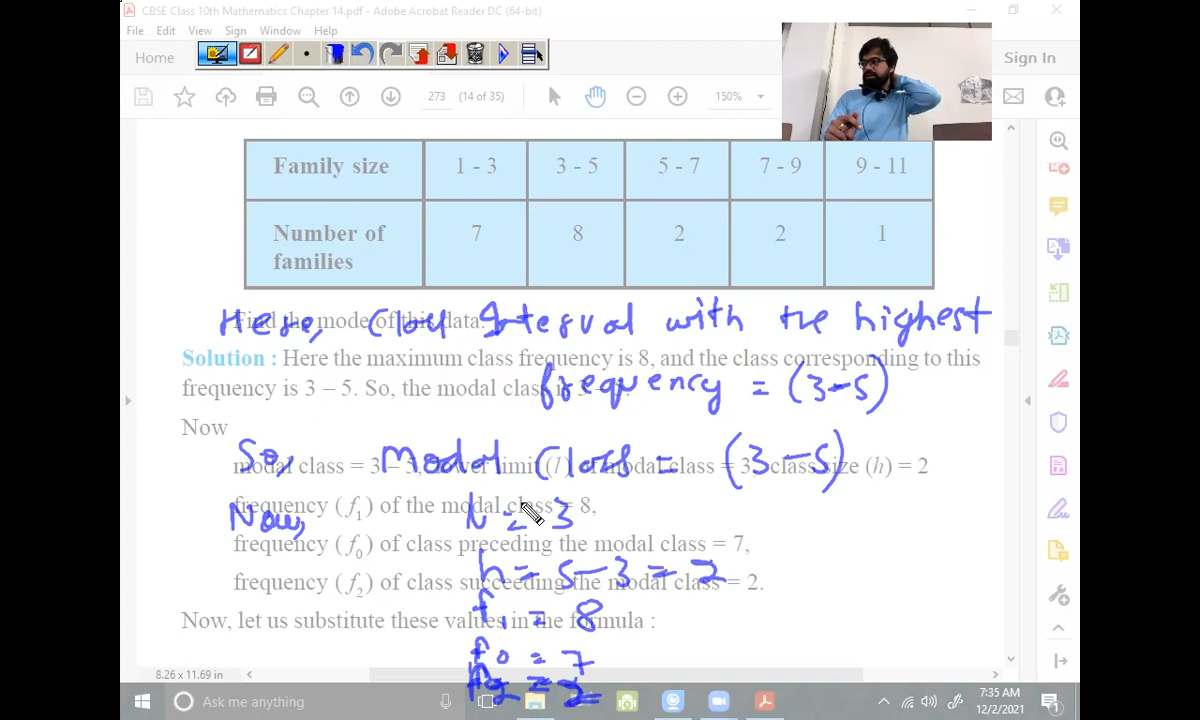 CBSE Class 10th Mathematics Chapter 14.pdf - Adobe Acrobat Reader DC (64-bit)
File Edit View Sign Window Help
Home
Sign In
273 (14 of 35)
150%
Family size 1 - 3 3 - 5 5 - 7 7 - 9 9 - 11
Number of families 7 8 2 2 1
Find the mode of this data.
Here, Class Interval with the highest
Solution : Here the maximum class frequency is 8, and the class corresponding to this
frequency = (3-5)
frequency is 3 – 5. So, the modal class is 3 – 5.
Now
So, Modal Class = (3-5)
modal class = 3 – 5, lower limit (l) of modal class = 3, class size (h) = 2
frequency (f1) of the modal class = 8,
Now, l = 3
frequency (f0) of class preceding the modal class = 7,
h = 5-3 = 2
frequency (f2) of class succeeding the modal class = 2.
f1 = 8
Now, let us substitute these values in the formula :
f0 = 7
8.26 x 11.69 in
f2 = 2
Ask me anything
7:35 AM
12/2/2021